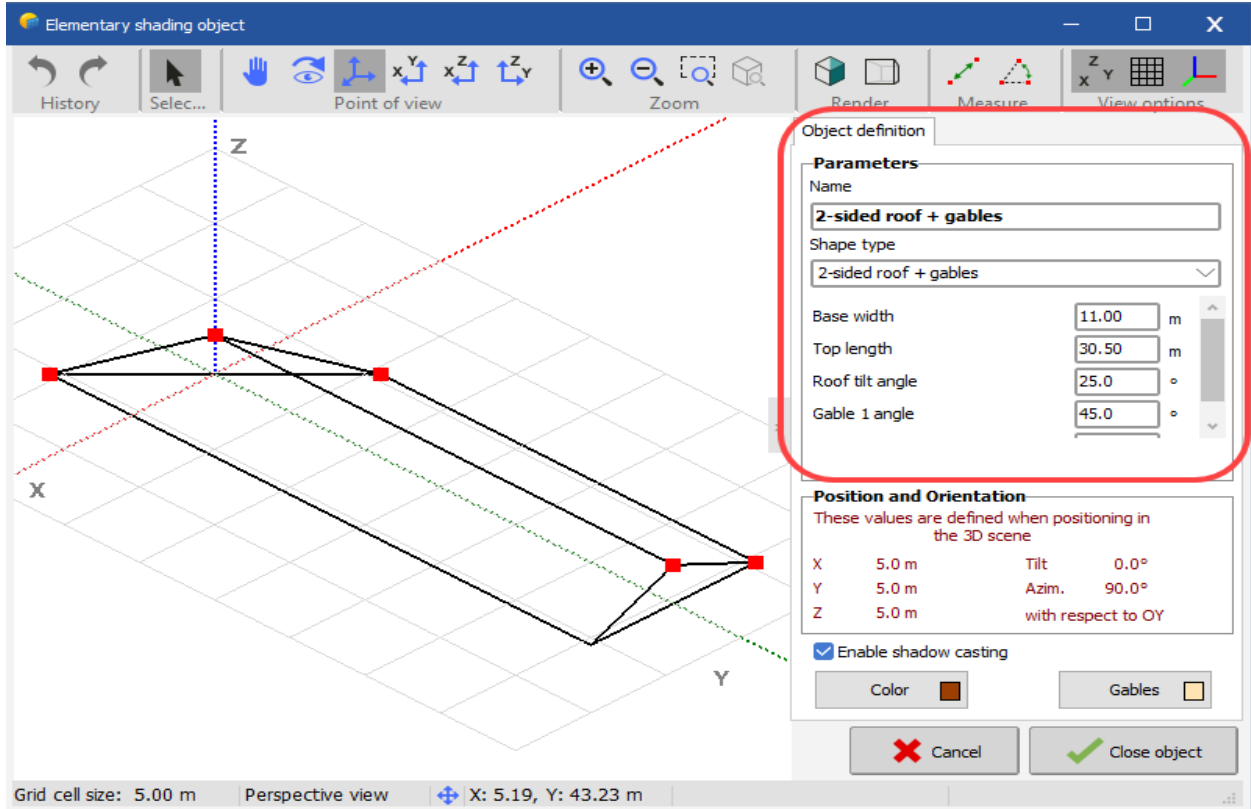 Elementary shading object
History
Selec...
Point of view
Zoom
Render
Measure
View options
Object definition
Parameters
Name
2-sided roof + gables
Shape type
2-sided roof + gables
Base width 11.00 m
Top length 30.50 m
Roof tilt angle 25.0 °
Gable 1 angle 45.0 °
Position and Orientation
These values are defined when positioning in
the 3D scene
X 5.0 m Tilt 0.0°
Y 5.0 m Azim. 90.0°
Z 5.0 m with respect to OY
Enable shadow casting
Color Gables
Cancel Close object
Z
X
Y
Grid cell size: 5.00 m Perspective view X: 5.19, Y: 43.23 m